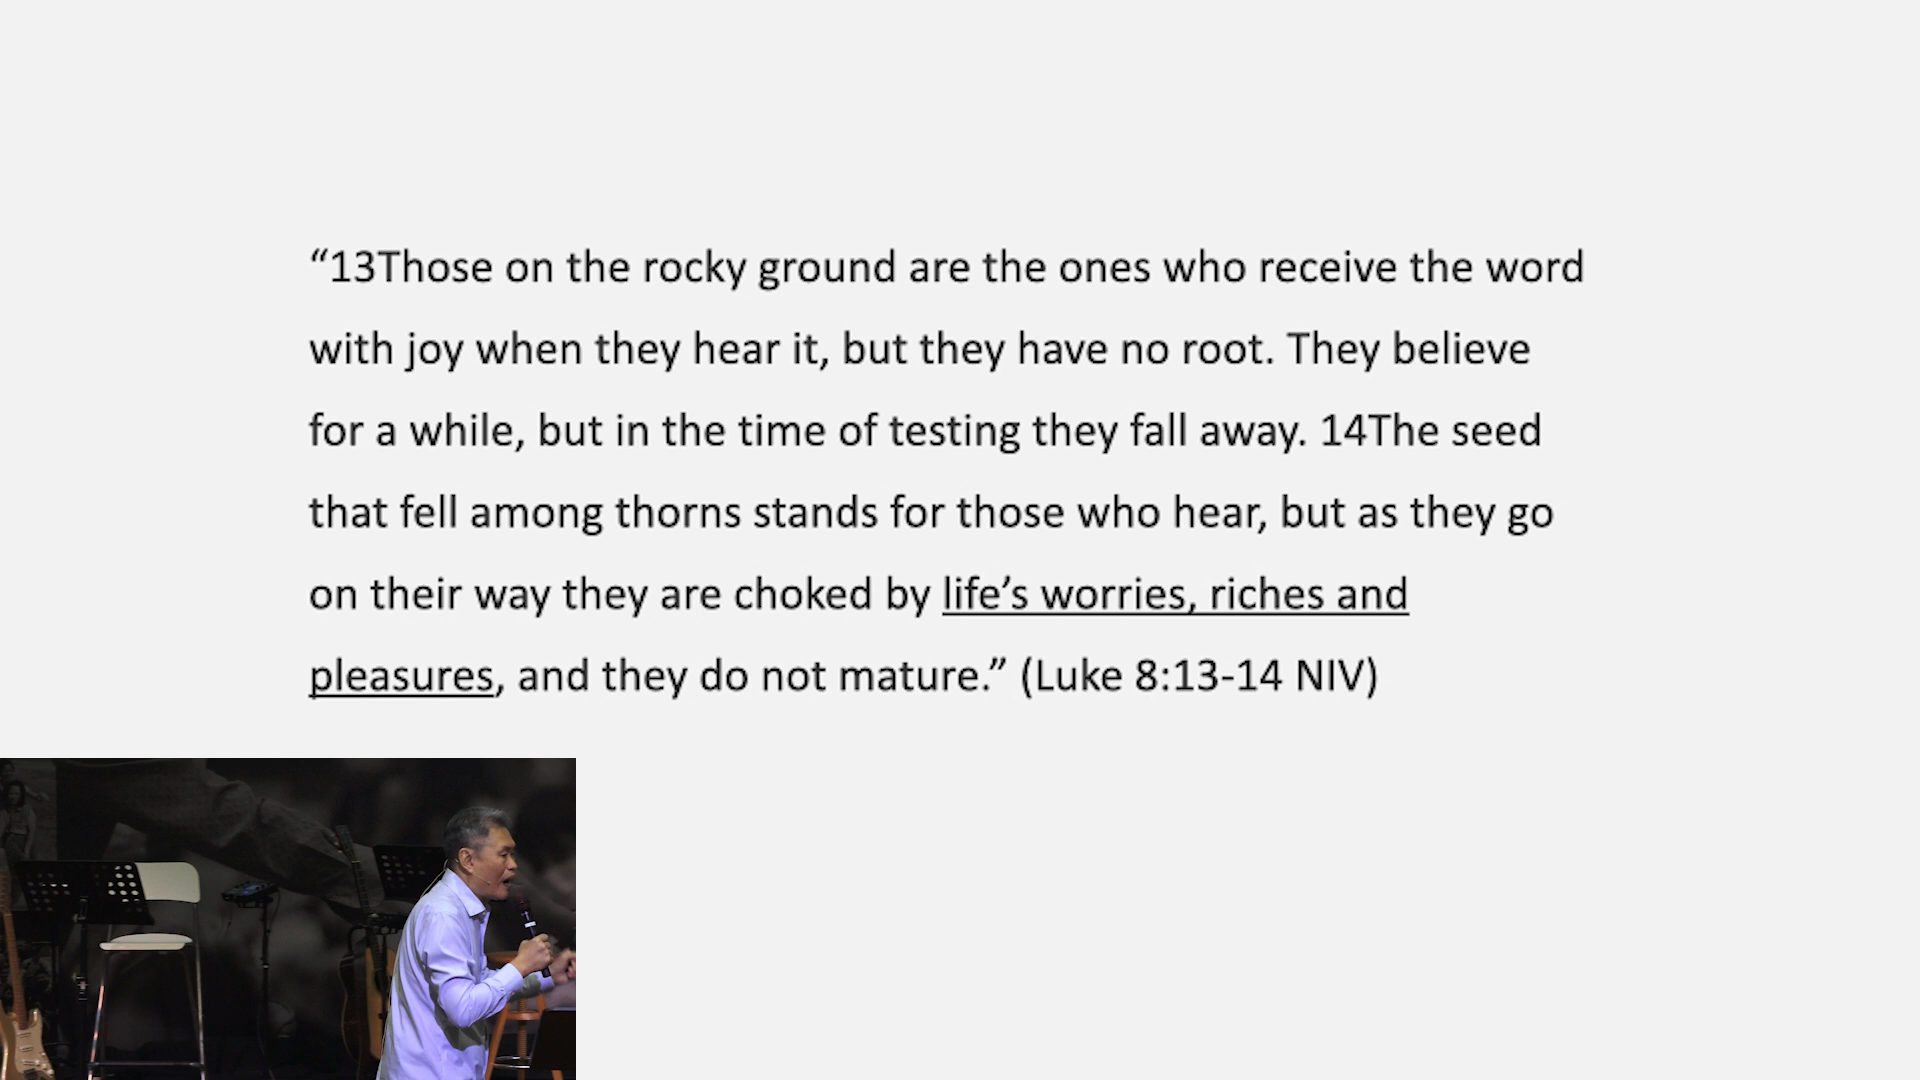 “13Those on the rocky ground are the ones who receive the word
with joy when they hear it, but they have no root. They believe
for a while, but in the time of testing they fall away. 14The seed
that fell among thorns stands for those who hear, but as they go
on their way they are choked by life’s worries, riches and
pleasures, and they do not mature.” (Luke 8:13-14 NIV)